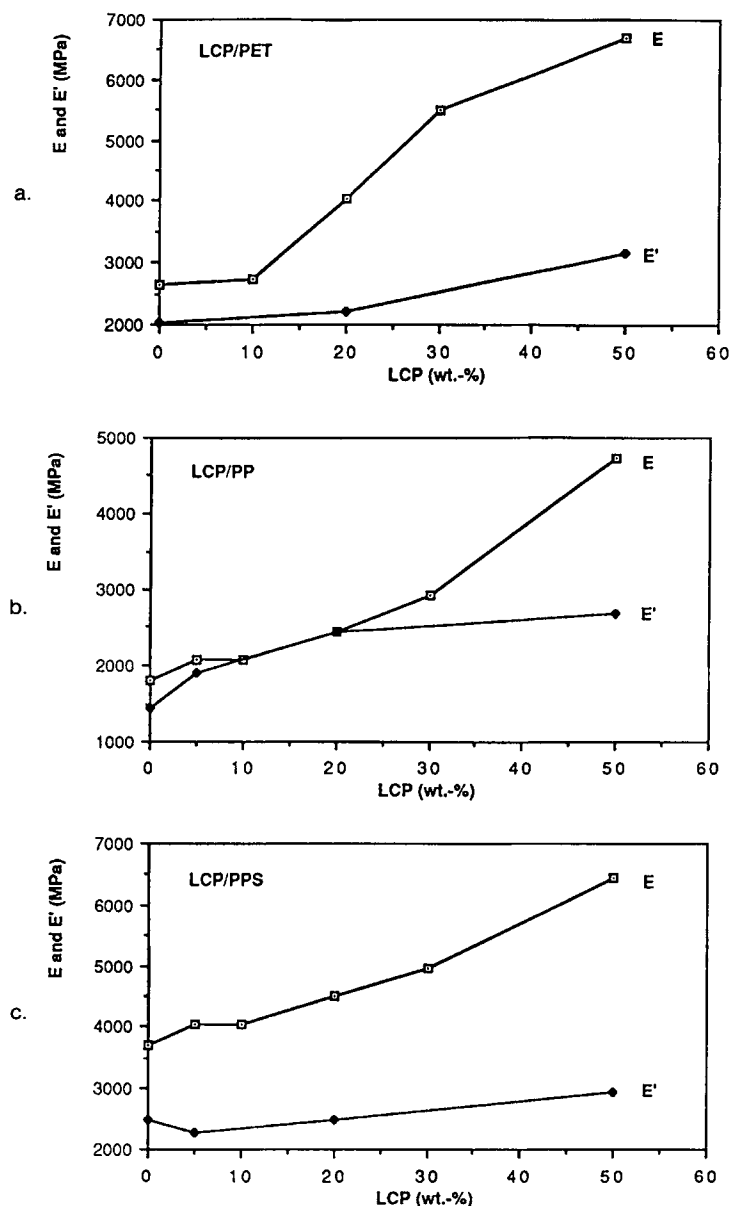 a.
E and E' (MPa)
7000
6000
5000
4000
3000
2000
LCP/PET
E
E'
0 10 20 30 40 50 60
LCP (wt.-%)
b.
E and E' (MPa)
5000
4000
3000
2000
1000
LCP/PP
E
E'
0 10 20 30 40 50 60
LCP (wt.-%)
c.
E and E' (MPa)
7000
6000
5000
4000
3000
2000
LCP/PPS
E
E'
0 10 20 30 40 50 60
LCP (wt.-%)